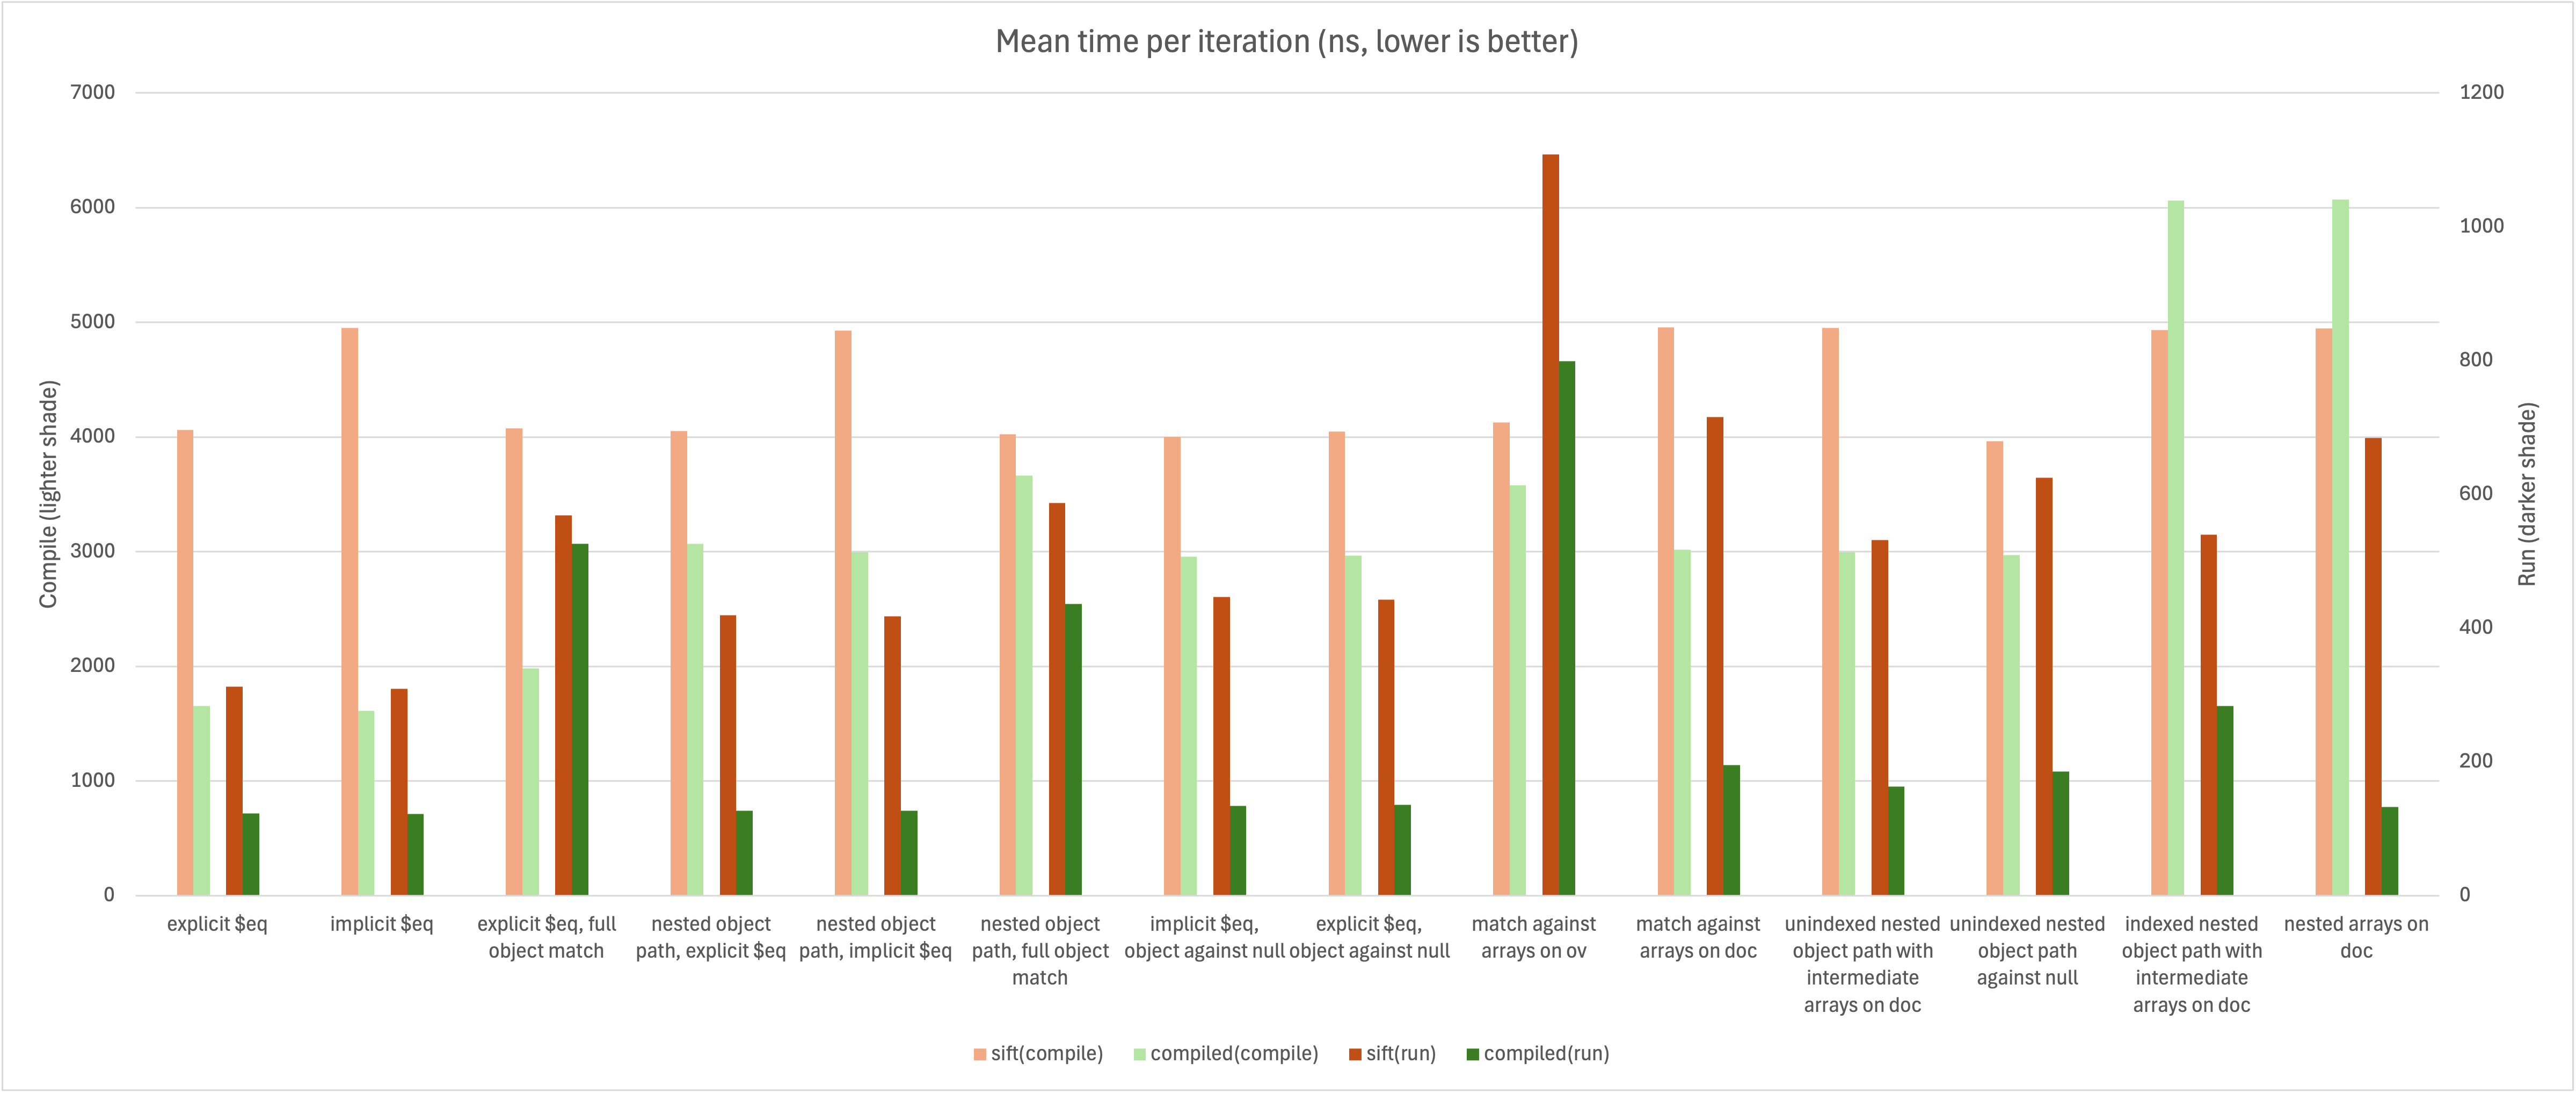 Mean time per iteration (ns, lower is better)
7000
6000
5000
4000
3000
2000
1000
0
Compile (lighter shade)
1200
1000
800
600
400
200
0
Run (darker shade)
explicit $eq
implicit $eq
explicit $eq, full
object match
nested object
path, explicit $eq
nested object
path, implicit $eq
nested object
path, full object
match
implicit $eq,
object against null
explicit $eq,
object against null
match against
arrays on ov
match against
arrays on doc
unindexed nested
object path with
intermediate
arrays on doc
unindexed nested
object path
against null
indexed nested
object path with
intermediate
arrays on doc
nested arrays on
doc
sift(compile)
compiled(compile)
sift(run)
compiled(run)